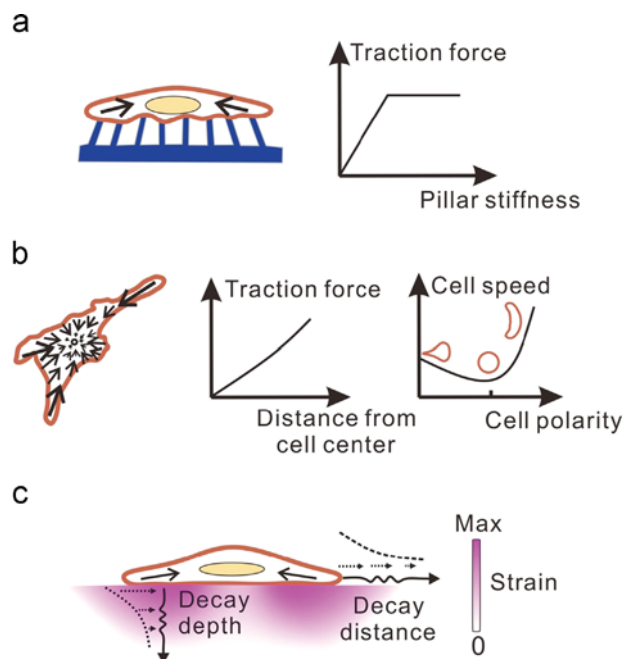 a
Traction force
Pillar stiffness
b
Traction force
Distance from
cell center
Cell speed
Cell polarity
c
Decay
depth
Decay
distance
Max
Strain
0